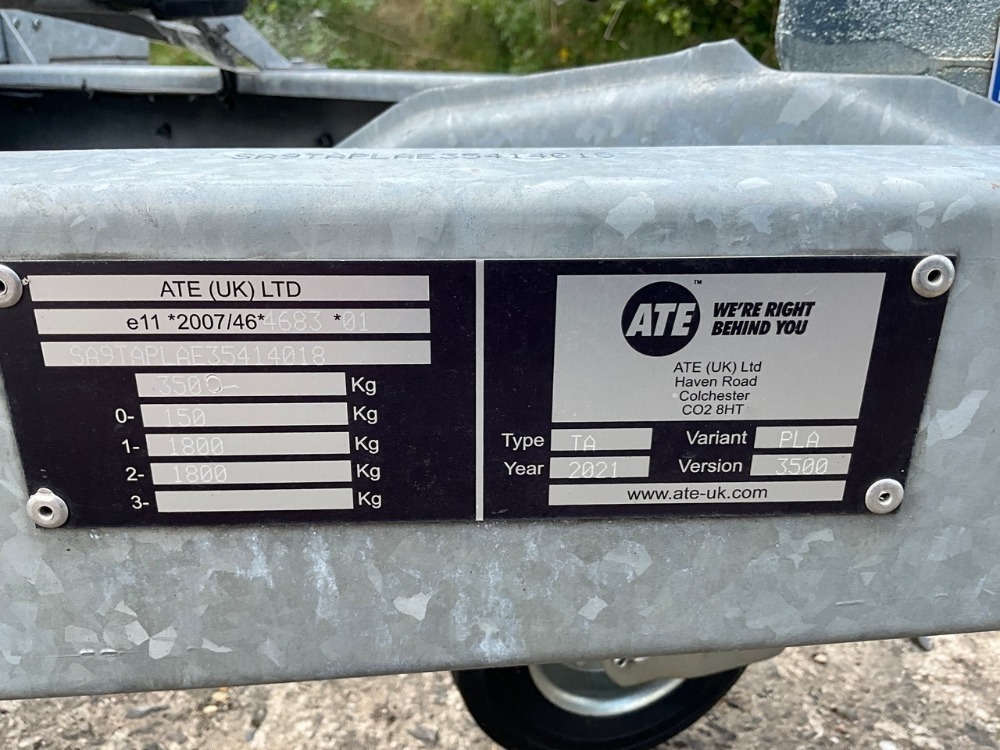 SA9TAPLAE35414018
ATE (UK) LTD
e11 *2007/46*4683 *01
SA9TAPLAE35414018
3500- Kg
0- 150 Kg
1- 1800 Kg
2- 1800 Kg
3- Kg
ATE™ WE'RE RIGHT
BEHIND YOU
ATE (UK) Ltd
Haven Road
Colchester
CO2 8HT
Type TA Variant PLA
Year 2021 Version 3500
www.ate-uk.com